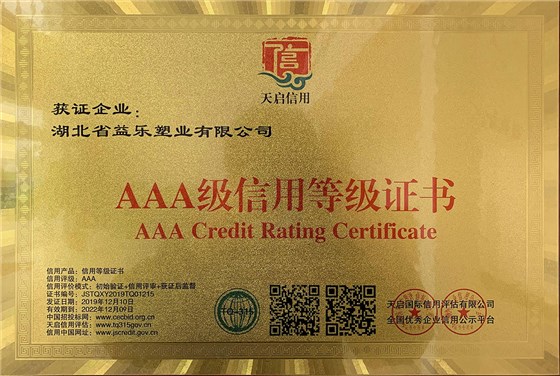 信
天启信用
获证企业：
湖北省益乐塑业有限公司
AAA级信用等级证书
AAA Credit Rating Certificate
信用产品：信用等级证书
信用评级：AAA
信用评价模式：初始验证+信用评审+获证后监督
证书编号：JSTQXY2019TQ01215
发证日期：2019年12月10日
有效期到：2022年12月09日
中国招投标网：www.cecbid.org.cn
天启信用评估：www.tq315gov.cn
信用中国网址：www.jscredit.gov.cn
TQ-315
天启国际信用评估有限公司
全国优秀企业信用公示平台